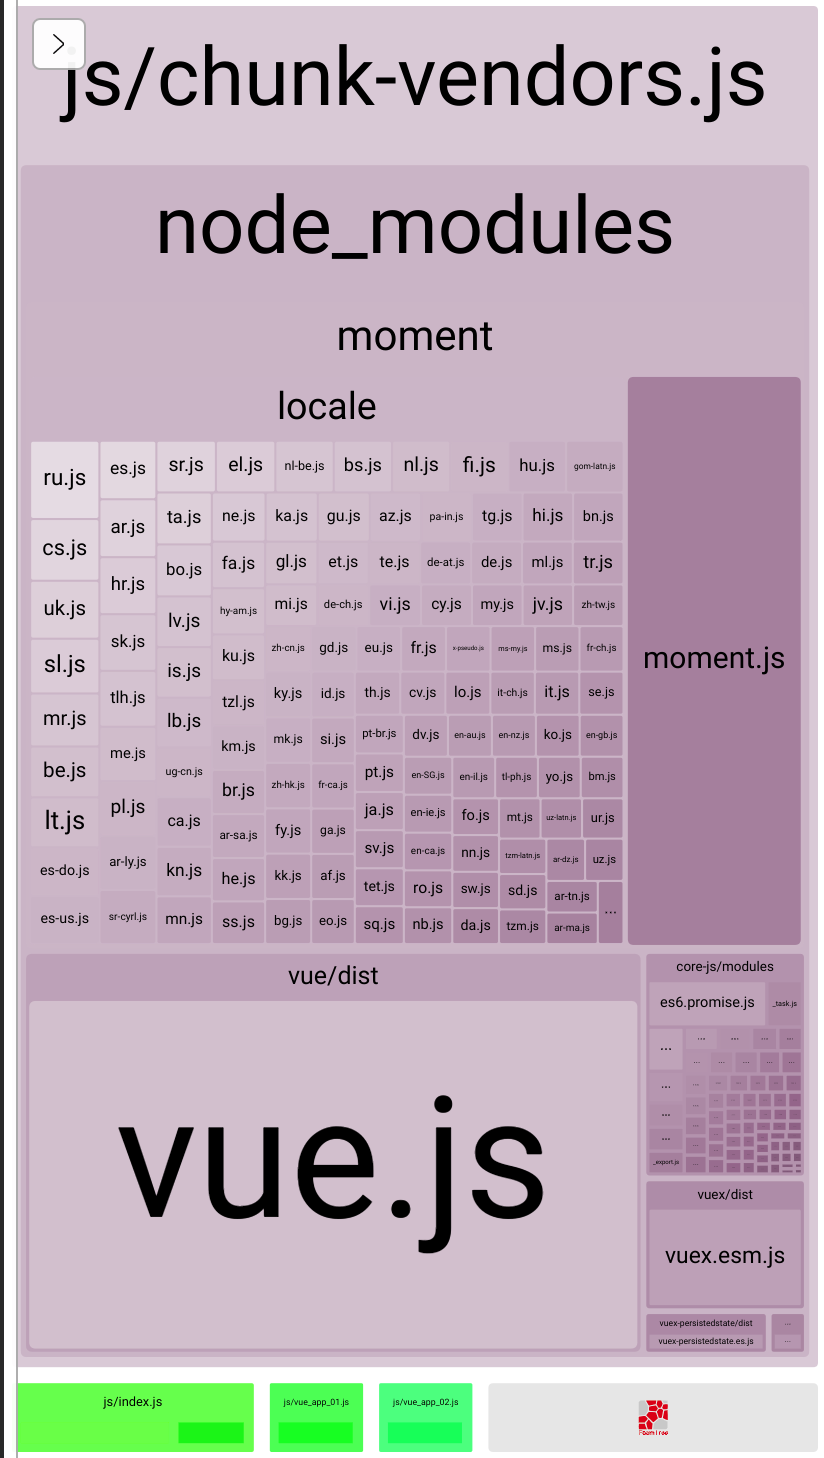 js/chunk-vendors.js
node_modules
moment
locale
ru.js es.js sr.js el.js nl-be.js bs.js nl.js fi.js hu.js gom-latn.js
cs.js ar.js ta.js ne.js ka.js gu.js az.js pa-in.js tg.js hi.js bn.js
uk.js hr.js bo.js fa.js gl.js et.js te.js de-at.js de.js ml.js tr.js
sl.js sk.js lv.js hy-am.js mi.js de-ch.js vi.js cy.js my.js jv.js zh-tw.js
mr.js tlh.js is.js ku.js zh-cn.js gd.js eu.js fr.js x-pseudo.js ms-my.js ms.js fr-ch.js
be.js me.js lb.js tzl.js ky.js id.js th.js cv.js lo.js it-ch.js it.js se.js
lt.js pl.js ug-cn.js km.js mk.js si.js pt-br.js dv.js en-au.js en-nz.js ko.js en-gb.js
es-do.js ar-ly.js ca.js br.js zh-hk.js fr-ca.js pt.js en-SG.js en-il.js tl-ph.js yo.js bm.js
es-us.js sr-cyrl.js kn.js ar-sa.js fy.js ga.js ja.js en-ie.js fo.js mt.js uz-latn.js ur.js
mn.js he.js kk.js af.js sv.js en-ca.js nn.js tzm-latn.js ar-dz.js uz.js
ss.js bg.js eo.js tet.js ro.js sw.js sd.js ar-tn.js ...
sq.js nb.js da.js tzm.js ar-ma.js
moment.js
vue/dist
vue.js
core-js/modules
es6.promise.js _task.js
_export.js
vuex/dist
vuex.esm.js
vuex-persistedstate/dist
vuex-persistedstate.es.js
js/index.js
js/vue_app_01.js
js/vue_app_02.js
FoamTree